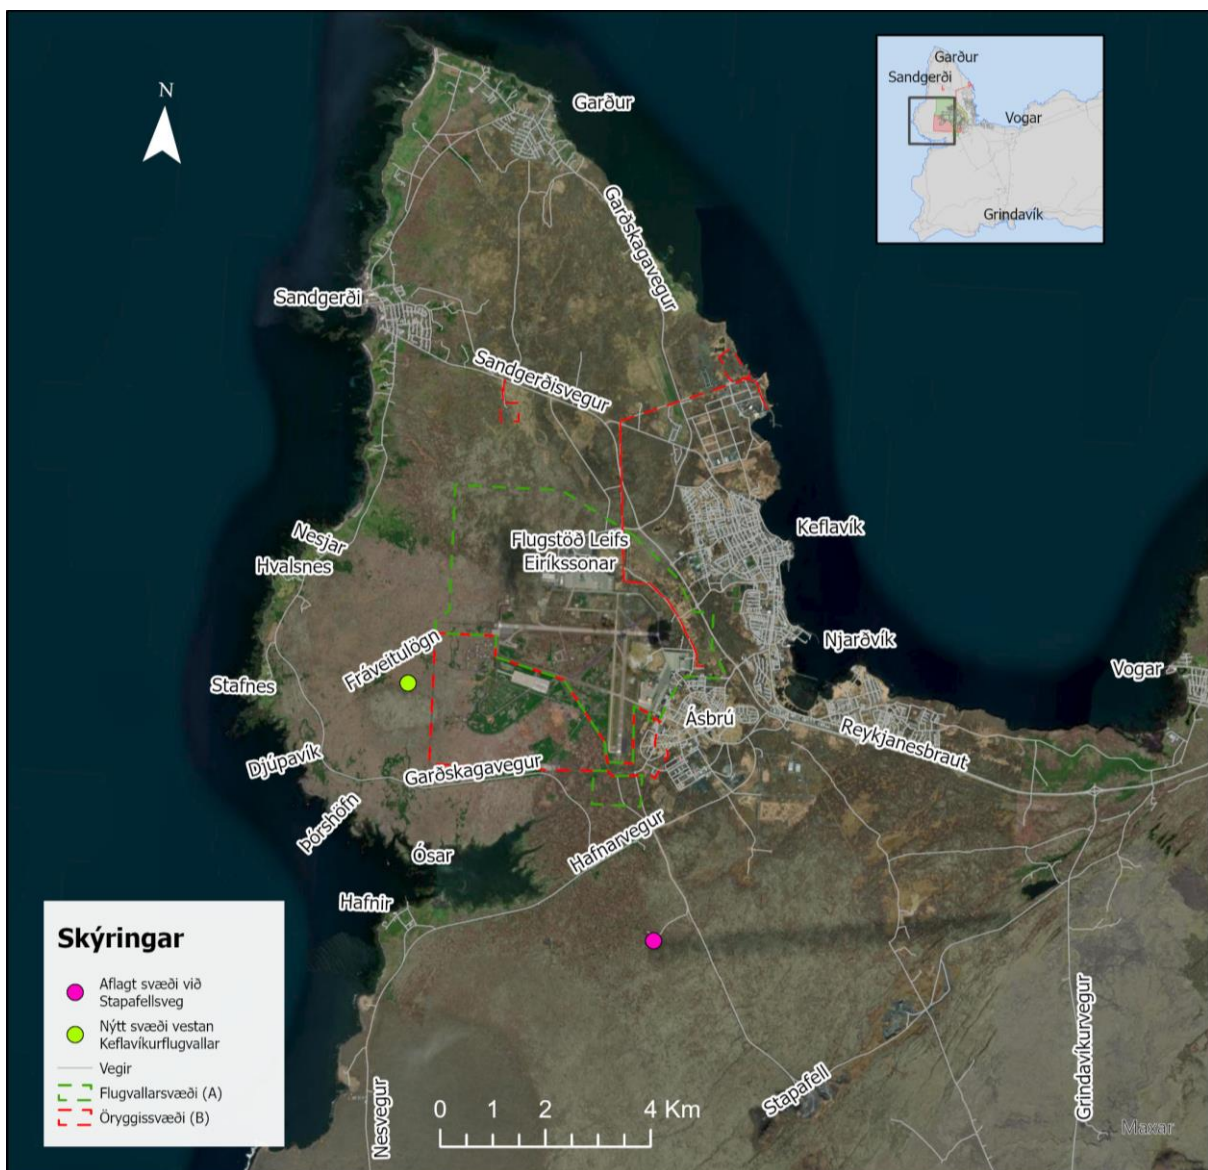 N
Garður
Sandgerði
Vogar
Grindavík
Garður
Garðskagavegur
Sandgerði
Sandgerðisvegur
Keflavík
Nesjar
Hvalsnes
Flugstöð Leifs
Eiríkssonar
Njarðvík
Fráveitulögn
Stafnes
Vogar
Ásbrú
Reykjanesbraut
Djúpavík
Garðskagavegur
Þórshöfn
Ósar
Hafnarvegur
Hafnir
Skýringar
Aflagt svæði við
Stapafellsveg
Nýtt svæði vestan
Keflavíkurflugvallar
Vegir
Flugvallarsvæði (A)
Öryggissvæði (B)
Nesvegur
0 1 2 4 Km
Stapafell
Grindavíkurvegur
Maxar